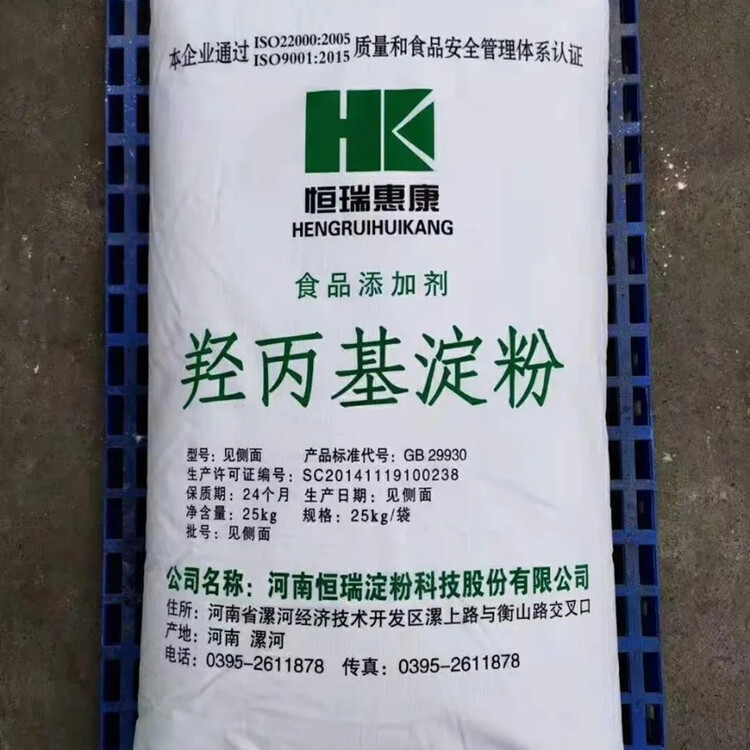 本企业通过 ISO22000:2005 ISO9001:2015 质量和食品安全管理体系认证
HK
恒瑞惠康
HENGRUIHUIKANG
食品添加剂
羟丙基淀粉
型号：见侧面 产品标准代号：GB 29930
生产许可证编号：SC20141119100238
保质期：24个月 生产日期：见侧面
净含量：25kg 规格：25kg/袋
批号：见侧面
公司名称：河南恒瑞淀粉科技股份有限公司
住所：河南省漯河经济技术开发区漯上路与衡山路交叉口
产地：河南 漯河
电话：0395-2611878 传真：0395-2611878